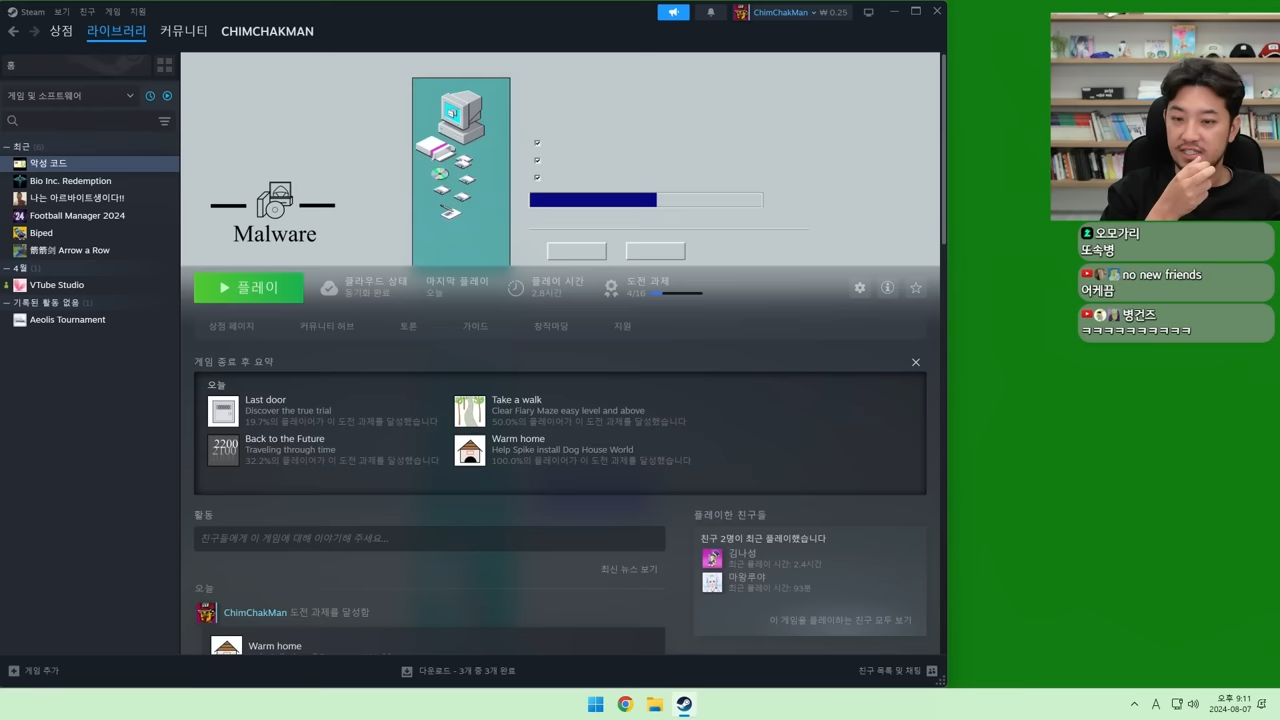 Steam 보기 친구 게임 지원
ChimChakMan ₩ 0.25
상점 라이브러리 커뮤니티 CHIMCHAKMAN
홈
게임 및 소프트웨어
최근 (6)
악성 코드
Bio Inc. Redemption
나는 아르바이트생이다!!
Football Manager 2024
Biped
箭箭剑 Arrow a Row
4월 (1)
VTube Studio
기록된 활동 없음 (1)
Aeolis Tournament
Malware
플레이
클라우드 상태
동기화 완료
마지막 플레이
오늘
플레이 시간
2.8시간
도전 과제
4/16
상점 페이지 커뮤니티 허브 토론 가이드 창작마당 지원
게임 종료 후 요약
오늘
Last door
Discover the true trial
19.7%의 플레이어가 이 도전 과제를 달성했습니다
Take a walk
Clear Fiary Maze easy level and above
50.0%의 플레이어가 이 도전 과제를 달성했습니다
2200
2100
Back to the Future
Traveling through time
32.2%의 플레이어가 이 도전 과제를 달성했습니다
Warm home
Help Spike install Dog House World
100.0%의 플레이어가 이 도전 과제를 달성했습니다
활동
친구들에게 이 게임에 대해 이야기해 주세요...
최신 뉴스 보기
오늘
ChimChakMan 도전 과제를 달성함
Warm home
플레이한 친구들
친구 2명이 최근 플레이했습니다
김나성
최근 플레이 시간: 2.4시간
마왕루야
최근 플레이 시간: 93분
이 게임을 플레이하는 친구 모두 보기
게임 추가
다운로드 - 3개 중 3개 완료
친구 목록 및 채팅
오모가리
또속병
no new friends
어케끔
병건즈
ㅋㅋㅋㅋㅋㅋㅋㅋㅋㅋ
A
오후 9:11
2024-08-07